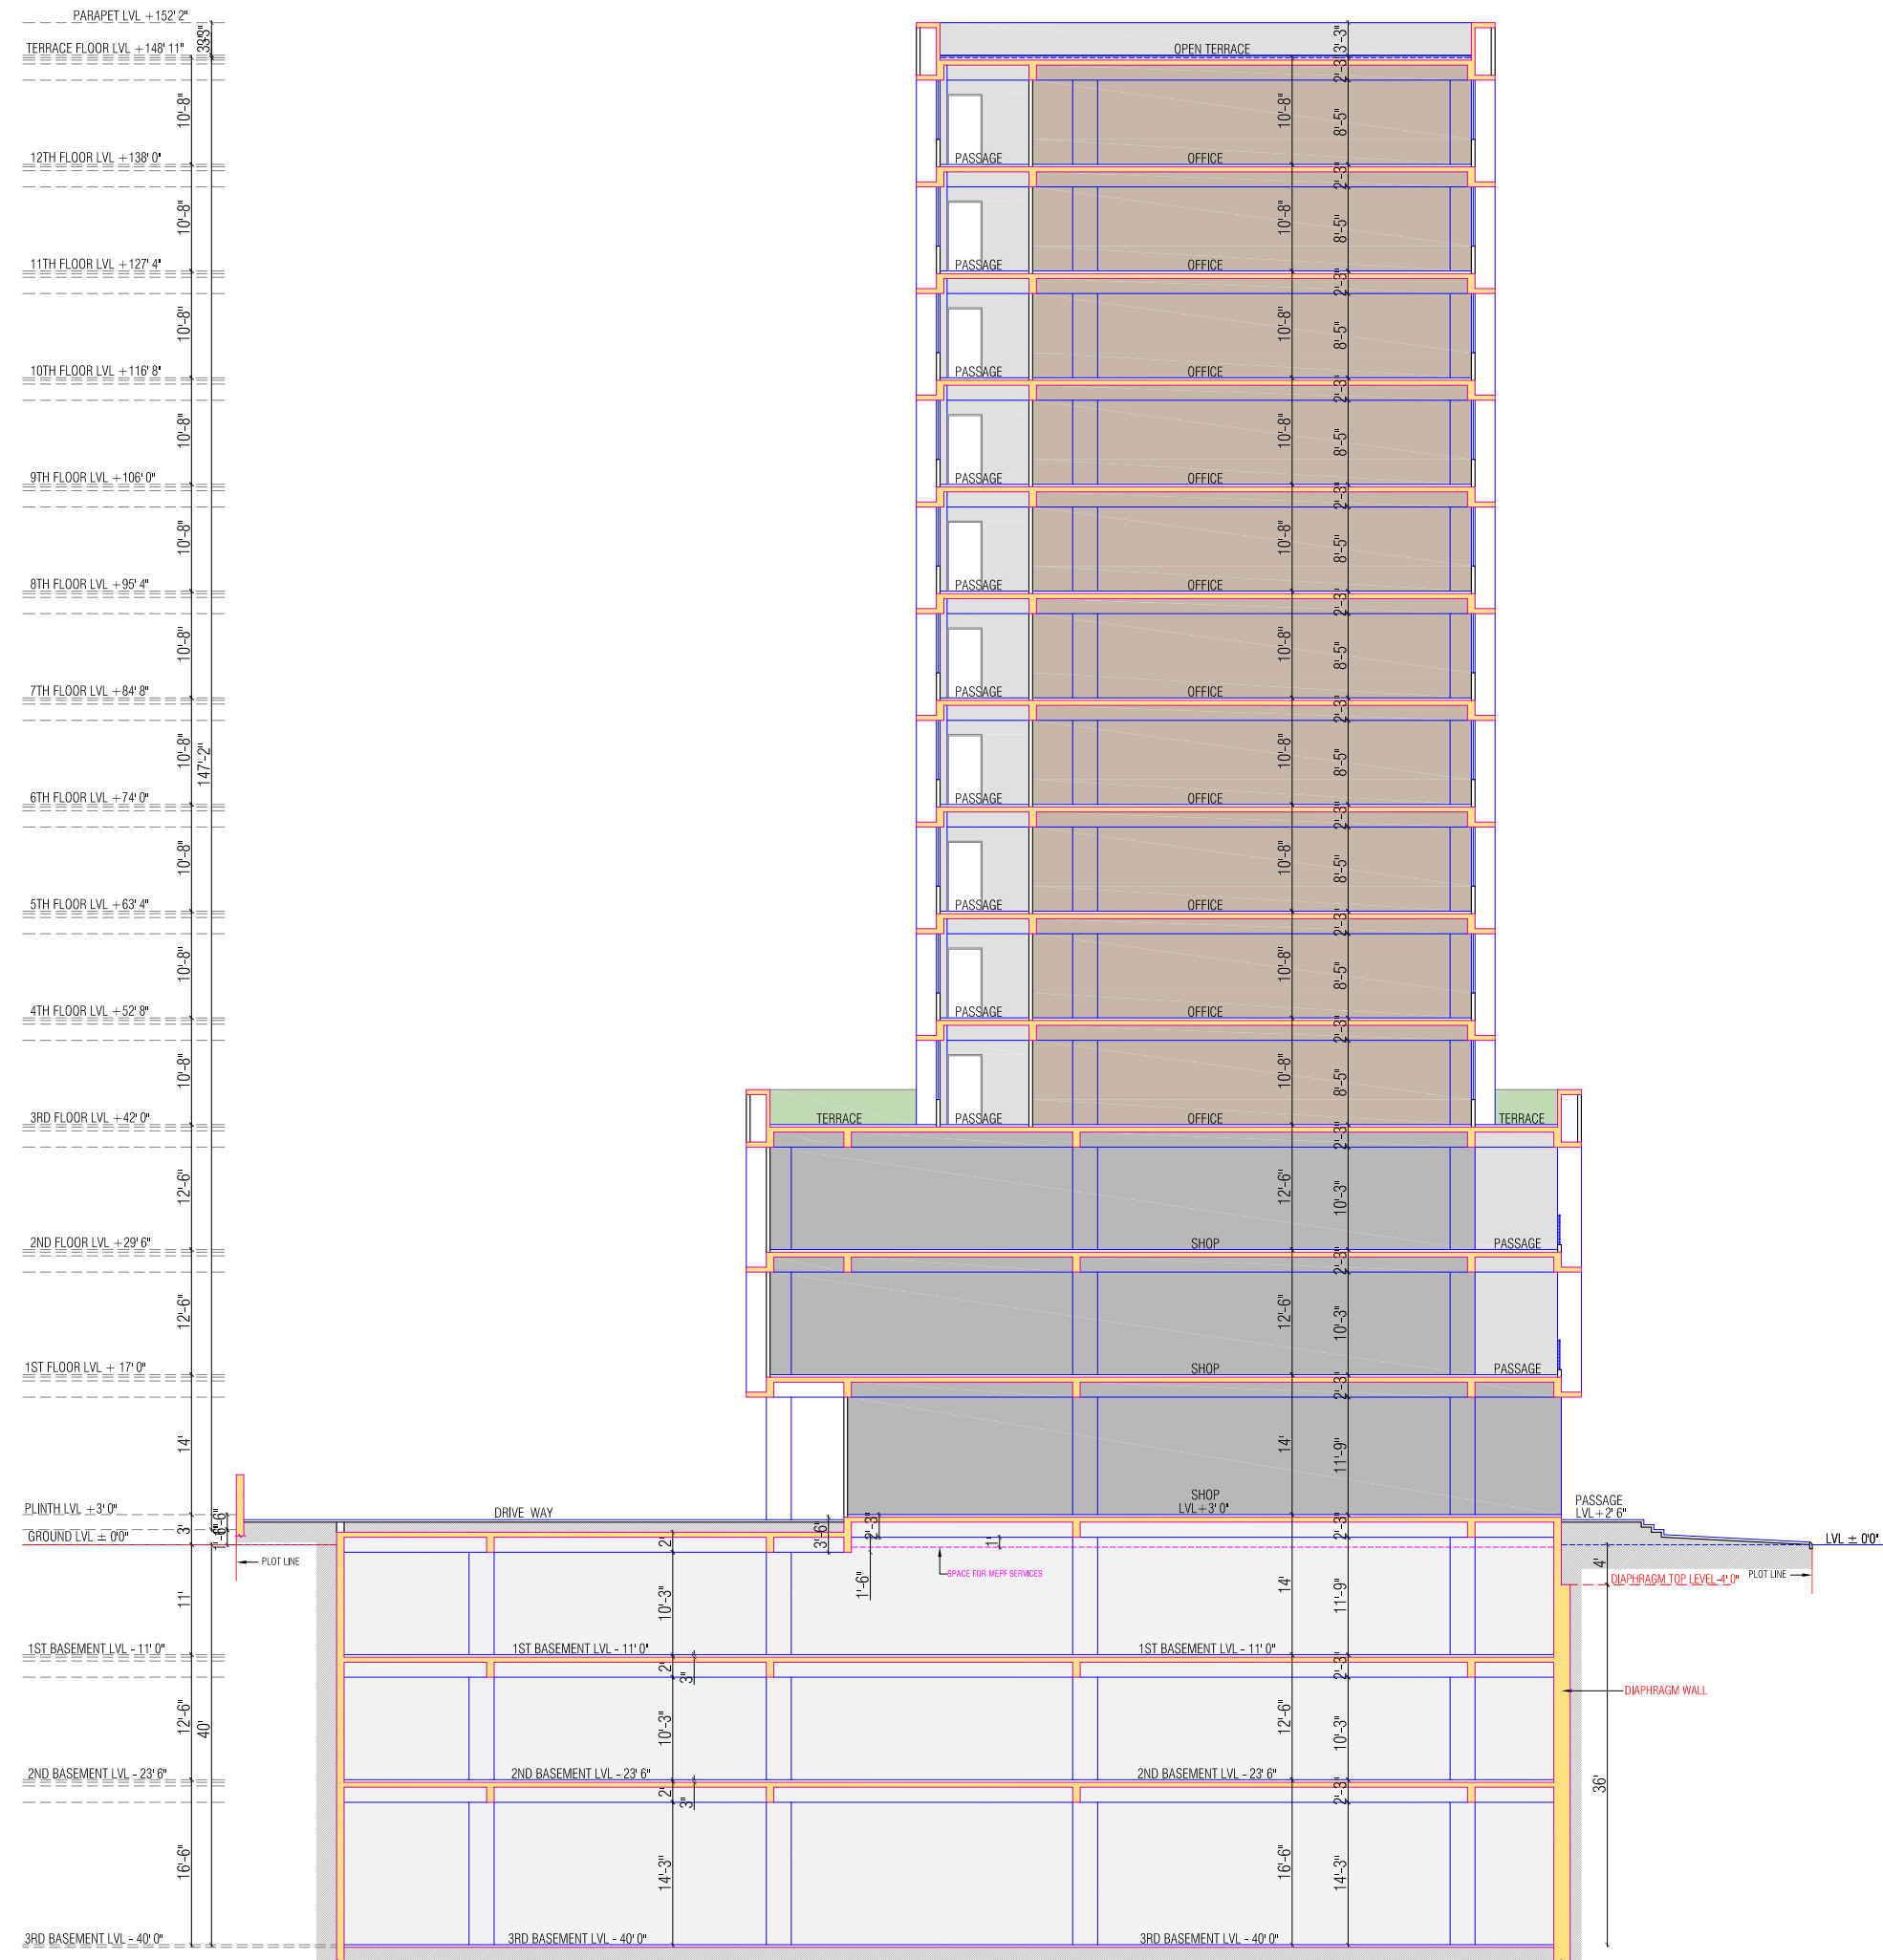 PARAPET LVL +152' 2"
3'-3"
TERRACE FLOOR LVL +148' 11"
OPEN TERRACE
2'-3"
10'-8"
10'-8"
8'-5"
12TH FLOOR LVL +138' 0"
PASSAGE
OFFICE
2'-3"
10'-8"
10'-8"
8'-5"
11TH FLOOR LVL +127' 4"
PASSAGE
OFFICE
2'-3"
10'-8"
10'-8"
8'-5"
10TH FLOOR LVL +116' 8"
PASSAGE
OFFICE
2'-3"
10'-8"
10'-8"
8'-5"
9TH FLOOR LVL +106' 0"
PASSAGE
OFFICE
2'-3"
10'-8"
10'-8"
8'-5"
8TH FLOOR LVL +95' 4"
PASSAGE
OFFICE
2'-3"
10'-8"
10'-8"
8'-5"
7TH FLOOR LVL +84' 8"
PASSAGE
OFFICE
2'-3"
10'-8"
147'-2"
10'-8"
8'-5"
6TH FLOOR LVL +74' 0"
PASSAGE
OFFICE
2'-3"
10'-8"
10'-8"
8'-5"
5TH FLOOR LVL +63' 4"
PASSAGE
OFFICE
2'-3"
10'-8"
10'-8"
8'-5"
4TH FLOOR LVL +52' 8"
PASSAGE
OFFICE
2'-3"
10'-8"
10'-8"
8'-5"
3RD FLOOR LVL +42' 0"
TERRACE
PASSAGE
OFFICE
TERRACE
2'-3"
12'-6"
12'-6"
10'-3"
2ND FLOOR LVL +29' 6"
SHOP
PASSAGE
2'-3"
12'-6"
12'-6"
10'-3"
1ST FLOOR LVL + 17' 0"
SHOP
PASSAGE
2'-3"
14'
14'
11'-9"
SHOP
LVL+3' 0"
PLINTH LVL +3' 0"
DRIVE WAY
PASSAGE
LVL+2' 6"
3'
3'-6"
2'-3"
2'-3"
GROUND LVL ± 0'0"
LVL ± 0'0"
2'
1'
PLOT LINE
SPACE FOR MEPF SERVICES
1'-6"
4'
PLOT LINE
DIAPHRAGM TOP LEVEL-4' 0"
11'
10'-3"
14'
11'-9"
1ST BASEMENT LVL - 11' 0"
1ST BASEMENT LVL - 11' 0"
1ST BASEMENT LVL - 11' 0"
2'
3"
2'-3"
DIAPHRAGM WALL
12'-6"
40'
10'-3"
12'-6"
10'-3"
2ND BASEMENT LVL - 23' 6"
2ND BASEMENT LVL - 23' 6"
2ND BASEMENT LVL - 23' 6"
2'
3"
2'-3"
36'
16'-6"
14'-3"
16'-6"
14'-3"
3RD BASEMENT LVL - 40' 0"
3RD BASEMENT LVL - 40' 0"
3RD BASEMENT LVL - 40' 0"